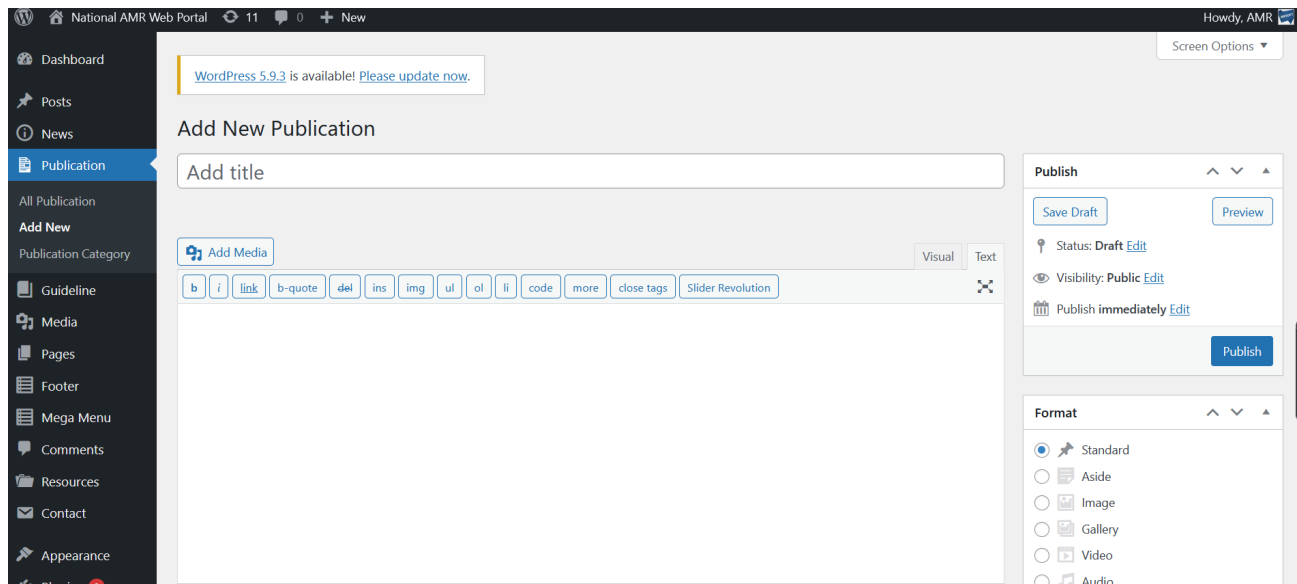 National AMR Web Portal 11 0 + New Howdy, AMR
Screen Options ▼
Dashboard
Posts
News
Publication
All Publication
Add New
Publication Category
Guideline
Media
Pages
Footer
Mega Menu
Comments
Resources
Contact
Appearance
WordPress 5.9.3 is available! Please update now.
Add New Publication
Add title
Add Media
Visual Text
b i link b-quote del ins img ul ol li code more close tags Slider Revolution
Publish
Save Draft Preview
Status: Draft Edit
Visibility: Public Edit
Publish immediately Edit
Publish
Format
Standard
Aside
Image
Gallery
Video
Audio